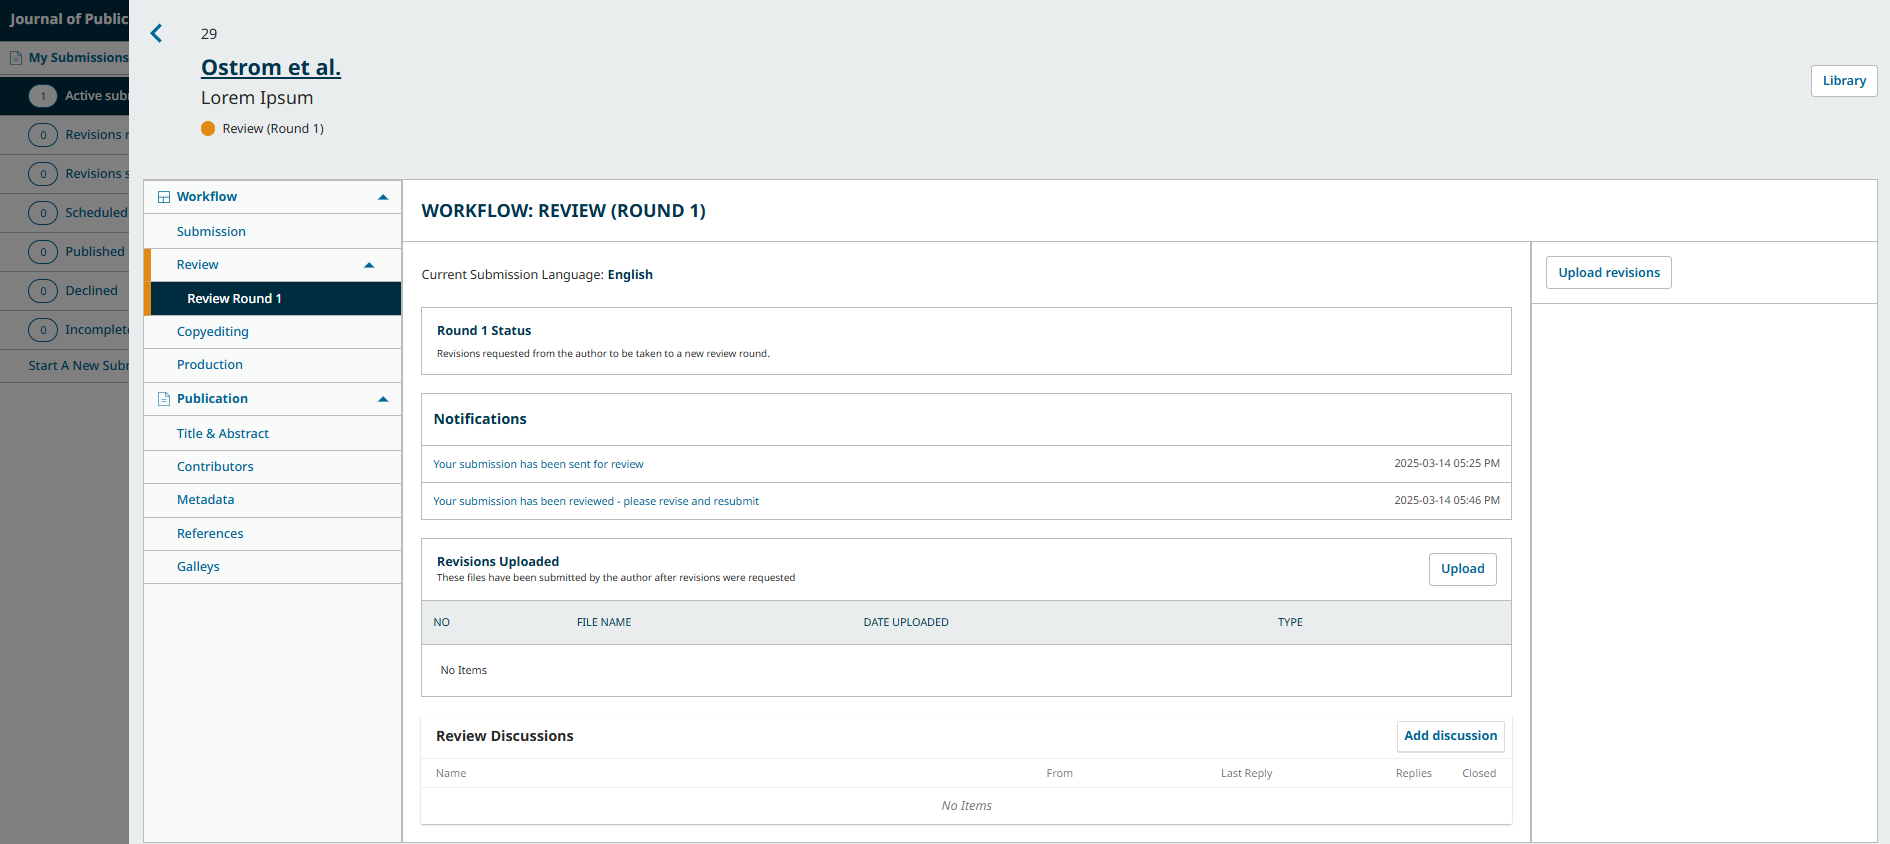 Journal of Public
My Submissions
1 Active sub
0 Revisions r
0 Revisions s
0 Scheduled
0 Published
0 Declined
0 Incomplete
Start A New Sub
29
Ostrom et al.
Lorem Ipsum
Review (Round 1)
Library
Workflow
Submission
Review
Review Round 1
Copyediting
Production
Publication
Title & Abstract
Contributors
Metadata
References
Galleys
WORKFLOW: REVIEW (ROUND 1)
Current Submission Language: English
Round 1 Status
Revisions requested from the author to be taken to a new review round.
Notifications
Your submission has been sent for review 2025-03-14 05:25 PM
Your submission has been reviewed - please revise and resubmit 2025-03-14 05:46 PM
Revisions Uploaded
These files have been submitted by the author after revisions were requested
Upload
NO FILE NAME DATE UPLOADED TYPE
No Items
Review Discussions
Add discussion
Name From Last Reply Replies Closed
No Items
Upload revisions